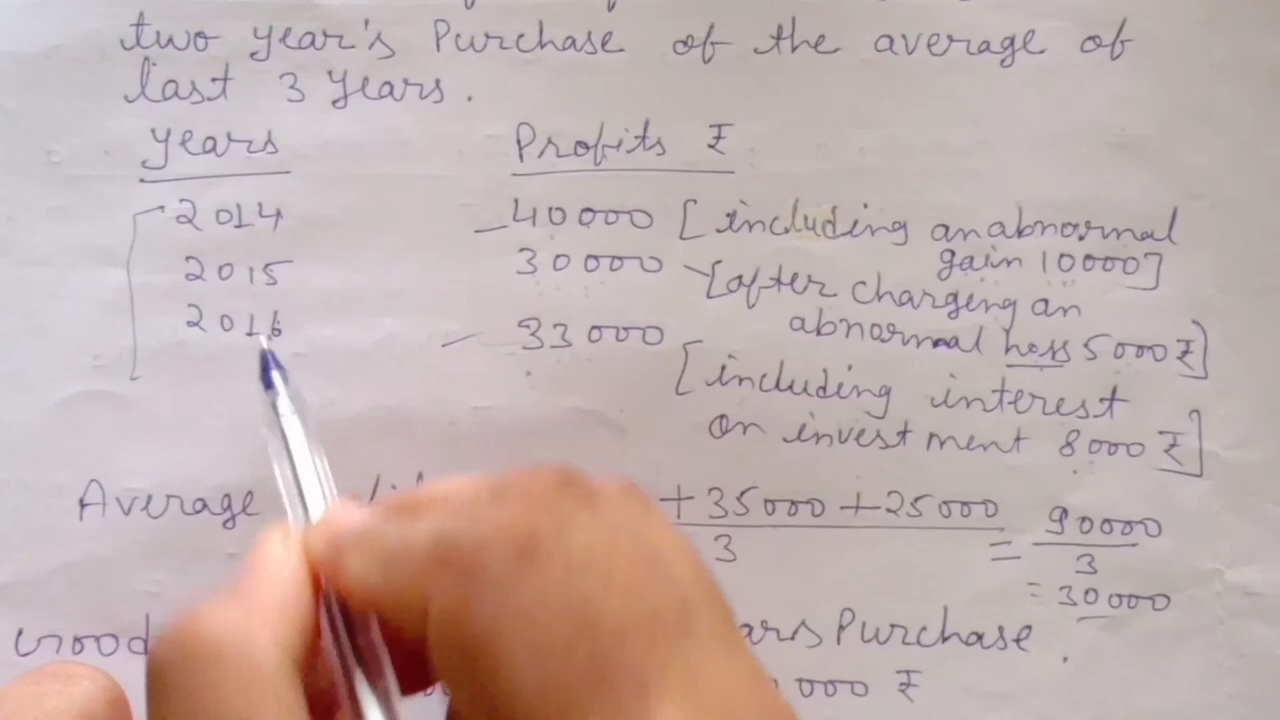 two year's Purchase of the average of
last 3 years.
years Profits ₹
2014 - 40000 [including an abnormal
gain 10000]
2015 30000 - [after charging an
abnormal loss 5000 ₹]
2016 - 33000 [including interest
on investment 8000 ₹]
Average + 35000 + 25000 = 90000
3 3
= 30000
Purchase.
000 ₹